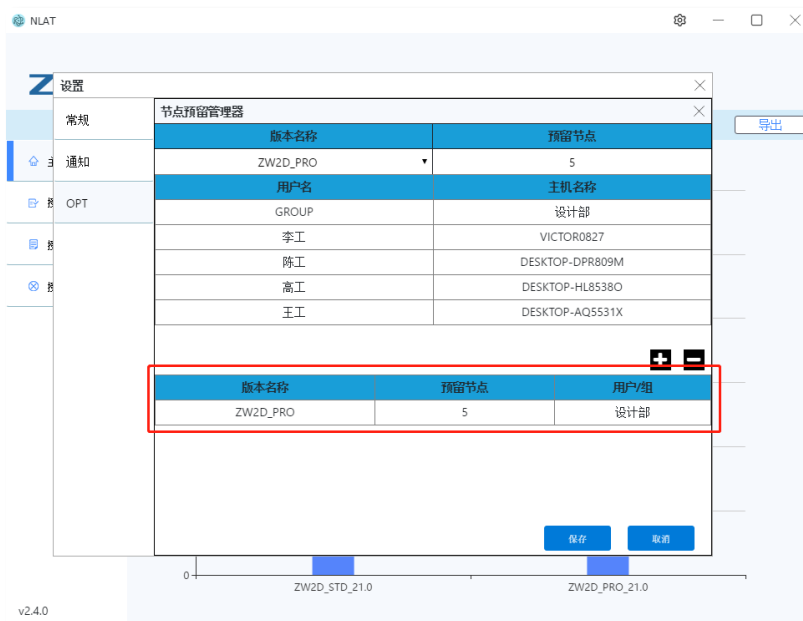 NLAT
Z
设置
常规
节点预留管理器
导出
版本名称 预留节点
主 通知
ZW2D_PRO 5
用户名 主机名称
授 OPT
GROUP 设计部
李工 VICTOR0827
授
陈工 DESKTOP-DPR809M
授
高工 DESKTOP-HL8538O
王工 DESKTOP-AQ5531X
版本名称 预留节点 用户/组
ZW2D_PRO 5 设计部
保存 取消
0
ZW2D_STD_21.0 ZW2D_PRO_21.0
v2.4.0